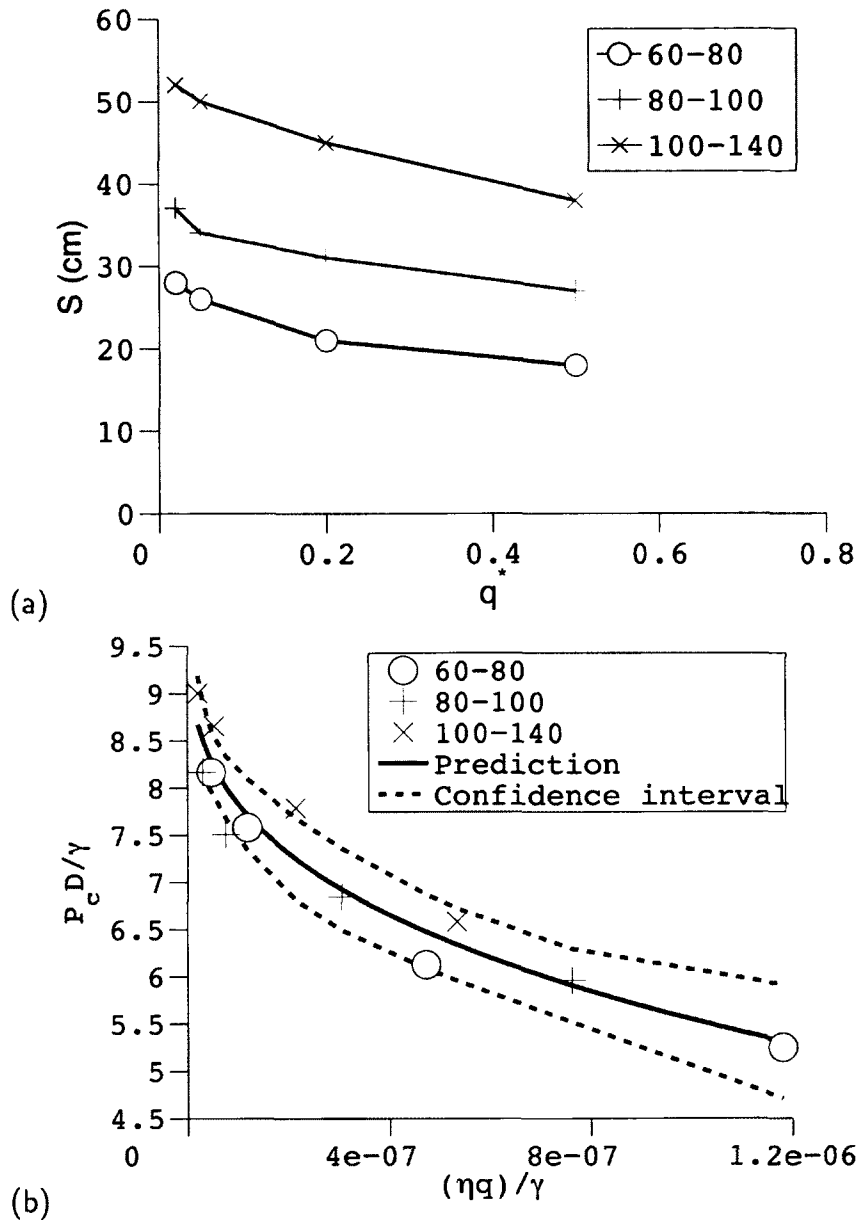 60
50
40
30
20
10
0
S (cm)
60-80
80-100
100-140
0 0.2 0.4 0.6 0.8
q*
(a)
9.5
9
8.5
8
7.5
7
6.5
6
5.5
5
4.5
P_c D/γ
60-80
80-100
100-140
Prediction
Confidence interval
0 4e-07 8e-07 1.2e-06
(ηq)/γ
(b)